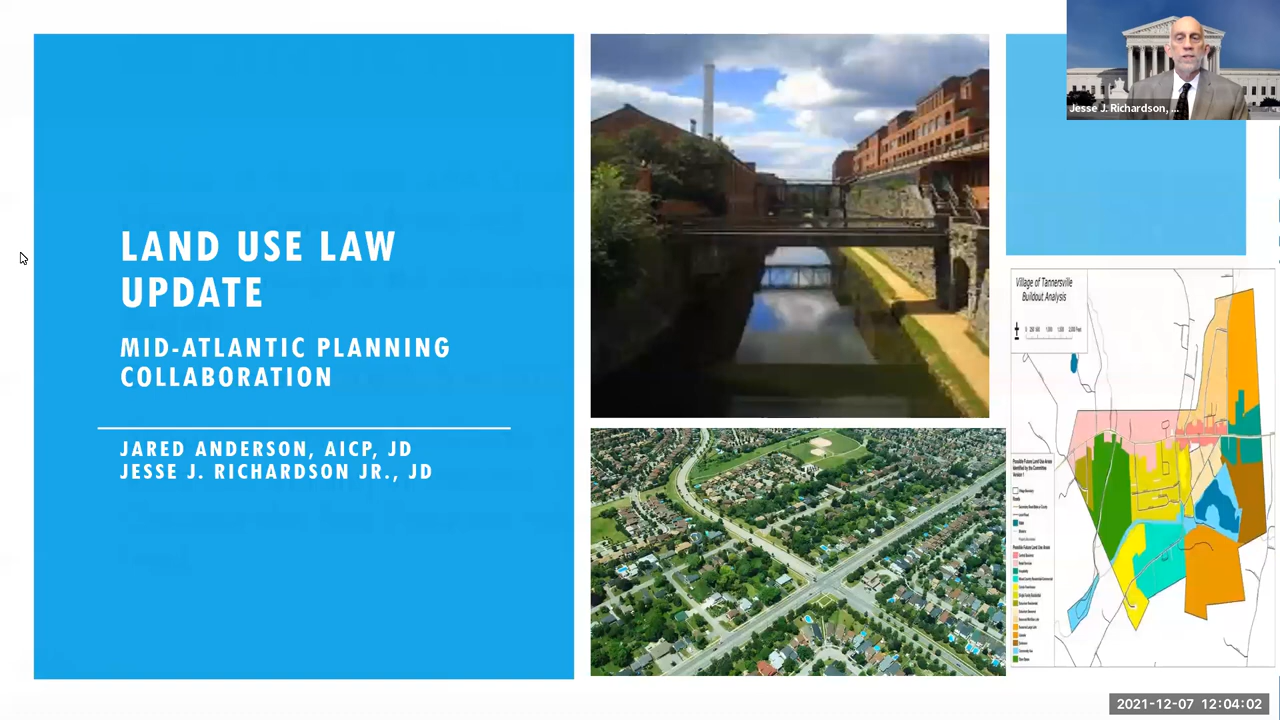 LAND USE LAW
UPDATE
MID-ATLANTIC PLANNING
COLLABORATION
JARED ANDERSON, AICP, JD
JESSE J. RICHARDSON JR., JD
Jesse J. Richardson, ...
Village of Tannersville
Buildout Analysis
2021-12-07 12:04:02